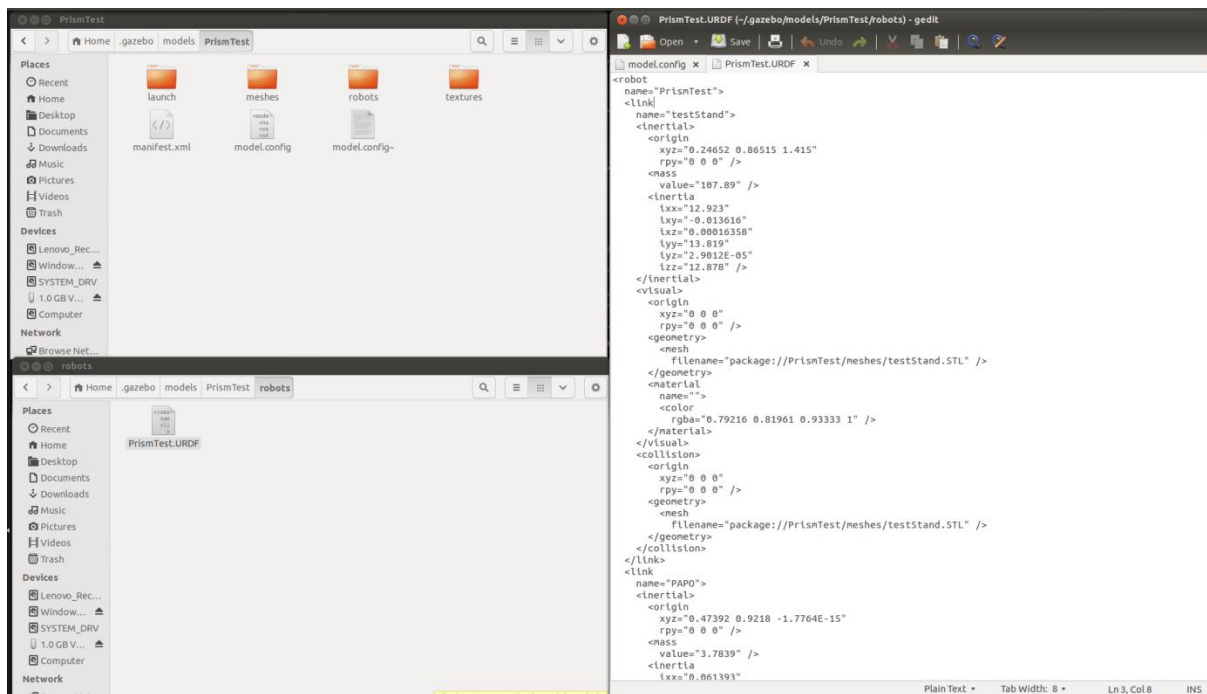 PrismTest
Home .gazebo models PrismTest
Places
Recent
Home
Desktop
Documents
Downloads
Music
Pictures
Videos
Trash
Devices
Lenovo_Rec...
Window...
SYSTEM_DRV
1.0 GB V...
Computer
Network
Browse Net...
launch
meshes
robots
textures
manifest.xml
model.config
model.config~
robots
Home .gazebo models PrismTest robots
Places
Recent
Home
Desktop
Documents
Downloads
Music
Pictures
Videos
Trash
Devices
Lenovo_Rec...
Window...
SYSTEM_DRV
1.0 GB V...
Computer
Network
PrismTest.URDF
PrismTest.URDF (~/.gazebo/models/PrismTest/robots) - gedit
Open Save Undo
model.config × PrismTest.URDF ×
<robot
name="PrismTest">
<link
name="testStand">
<inertial>
<origin
xyz="0.24652 0.86515 1.415"
rpy="0 0 0" />
<mass
value="107.89" />
<inertia
ixx="12.923"
ixy="-0.013616"
ixz="0.00016358"
iyy="13.819"
iyz="2.9012E-05"
izz="12.878" />
</inertial>
<visual>
<origin
xyz="0 0 0"
rpy="0 0 0" />
<geometry>
<mesh
filename="package://PrismTest/meshes/testStand.STL" />
</geometry>
<material
name="">
<color
rgba="0.79216 0.81961 0.93333 1" />
</material>
</visual>
<collision>
<origin
xyz="0 0 0"
rpy="0 0 0" />
<geometry>
<mesh
filename="package://PrismTest/meshes/testStand.STL" />
</geometry>
</collision>
</link>
<link
name="PAPO">
<inertial>
<origin
xyz="0.47392 0.9218 -1.7764E-15"
rpy="0 0 0" />
<mass
value="3.7839" />
<inertia
ixx="0.061393"
Plain Text Tab Width: 8 Ln 3, Col 8 INS